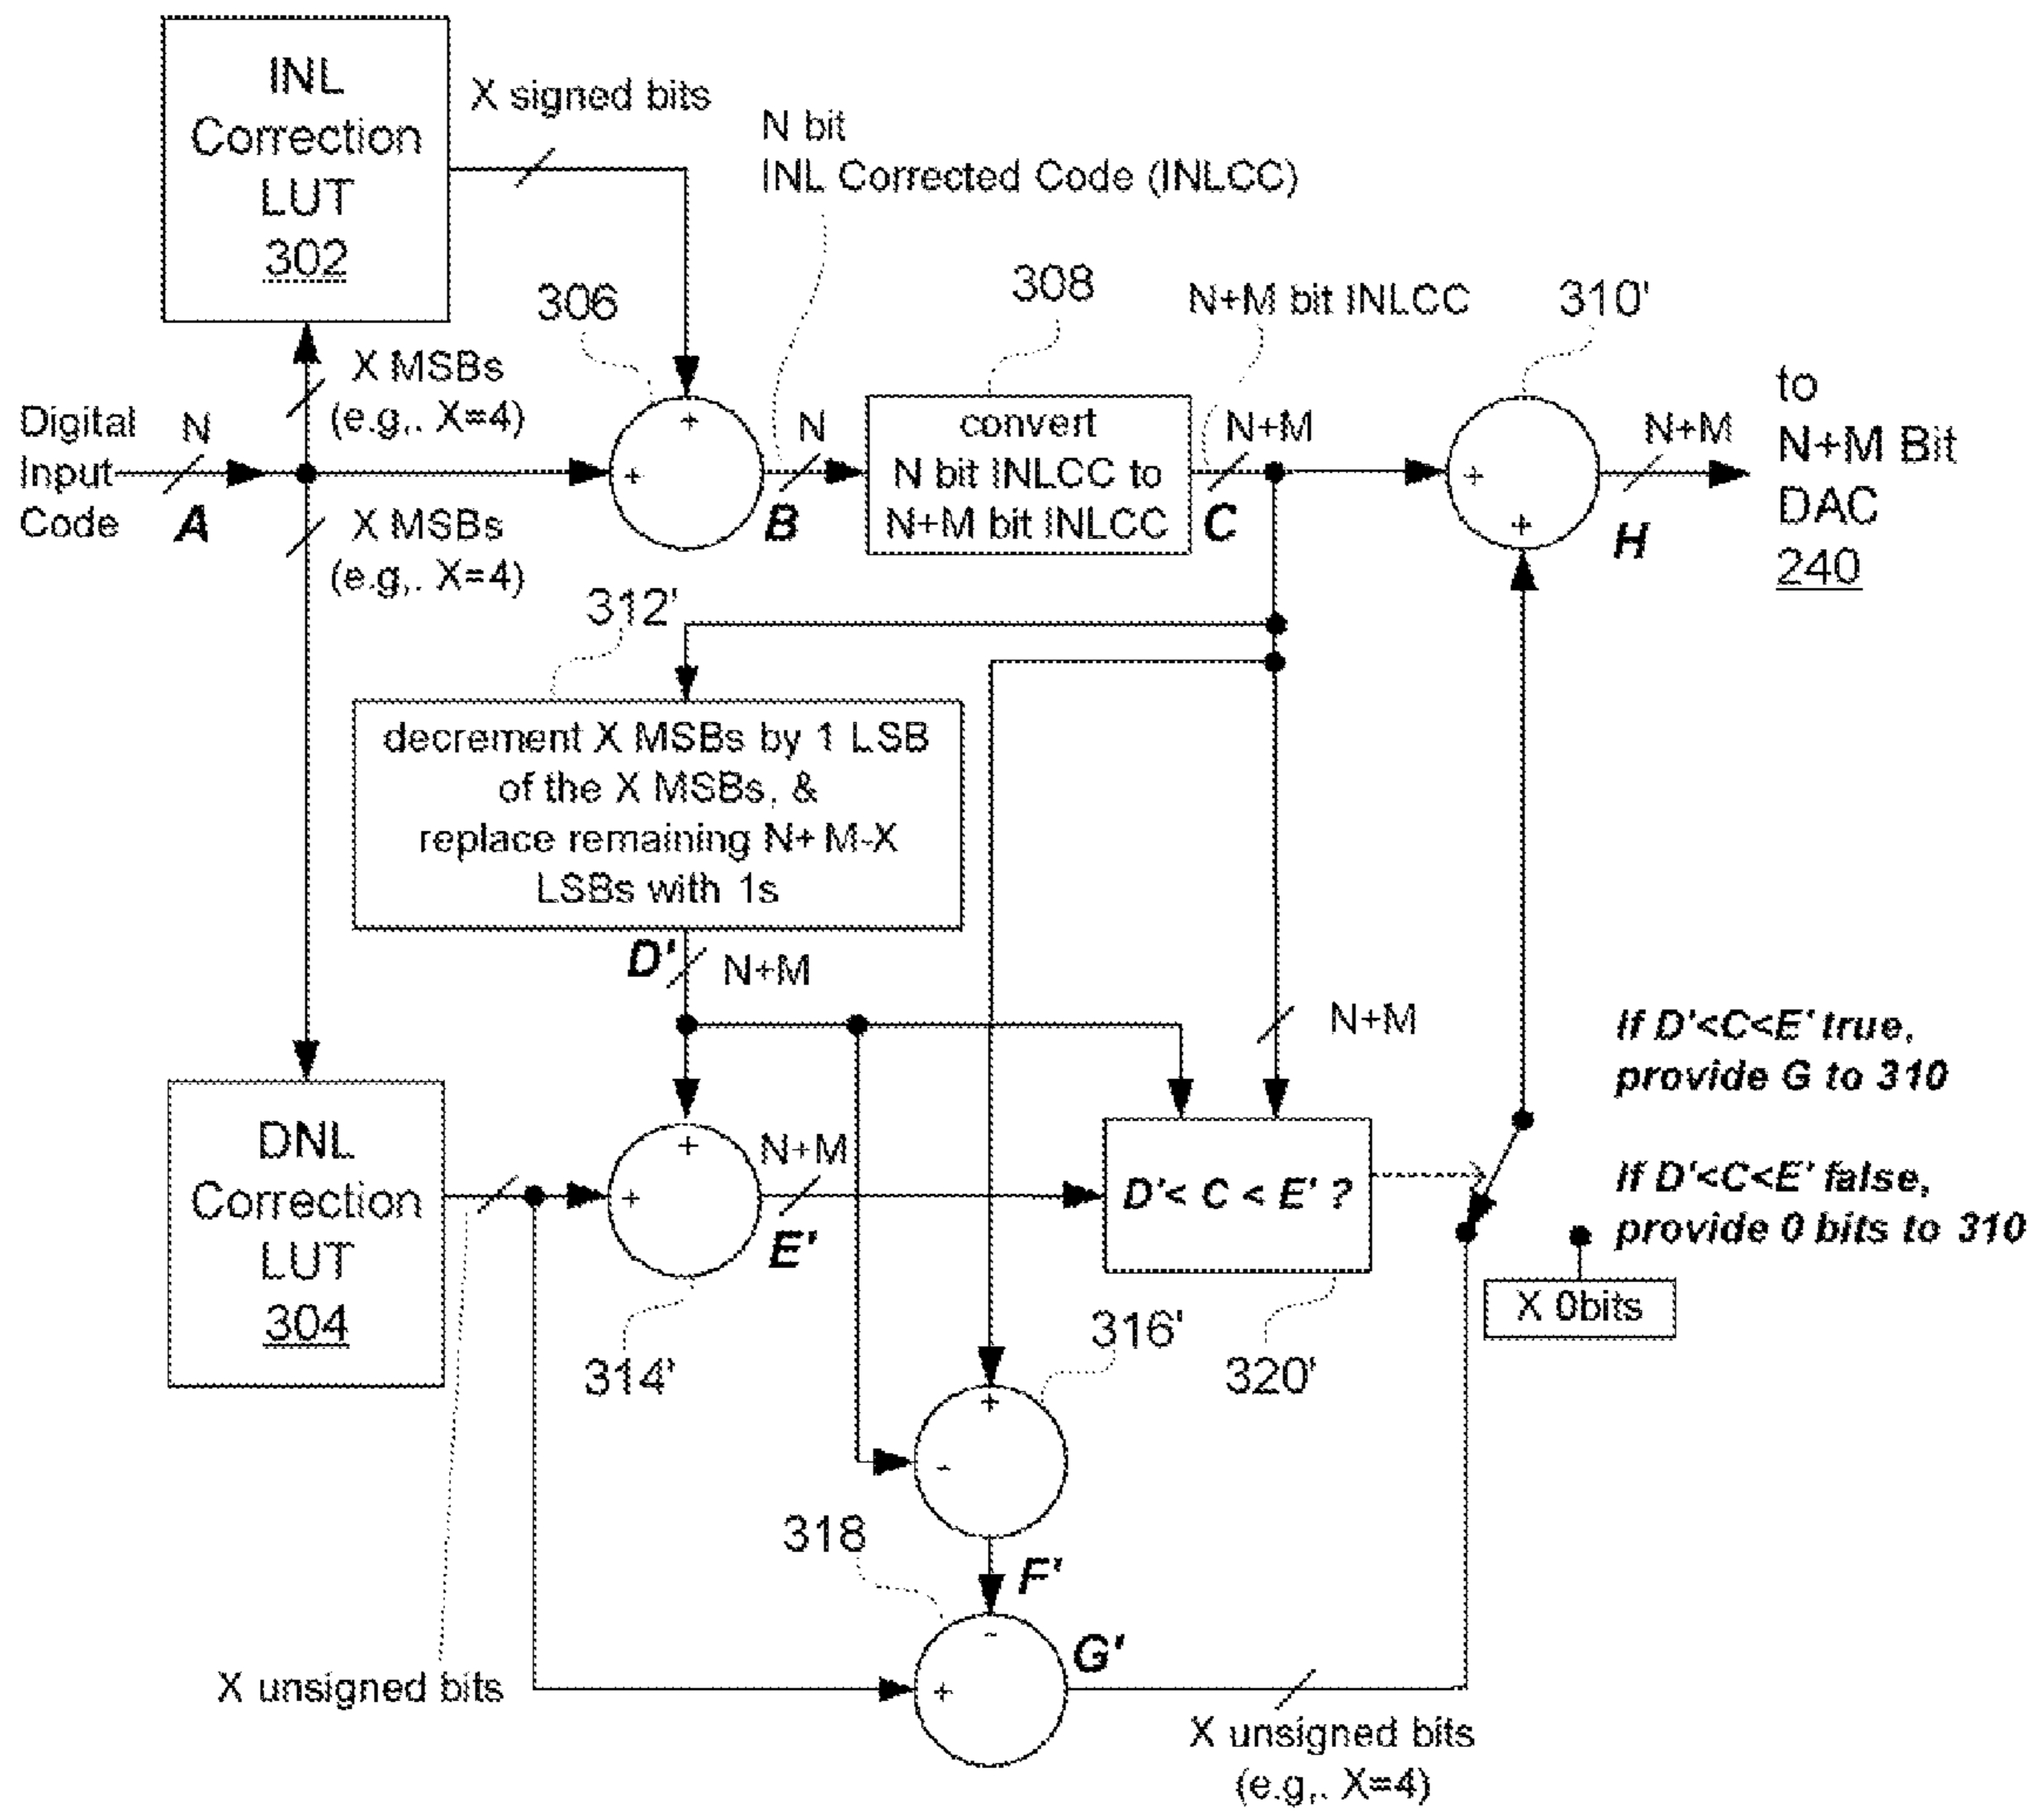 INL
Correction
LUT
302
X signed bits
N bit
INL Corrected Code (INLCC)
306
308
N+M bit INLCC
310'
X MSBs
(e.g,. X=4)
Digital
Input
Code
N
A
X MSBs
(e.g,. X=4)
+
+
N
B
convert
N bit INLCC to
N+M bit INLCC
N+M
C
+
+
N+M
H
to
N+M Bit
DAC
240
312'
decrement X MSBs by 1 LSB
of the X MSBs, &
replace remaining N+ M-X
LSBs with 1s
D'
N+M
N+M
If D'<C<E' true,
provide G to 310
DNL
Correction
LUT
304
+
+
N+M
E'
D'< C < E' ?
If D'<C<E' false,
provide 0 bits to 310
X 0bits
314'
316'
320'
+
-
318
F'
-
+
G'
X unsigned bits
X unsigned bits
(e.g,. X=4)